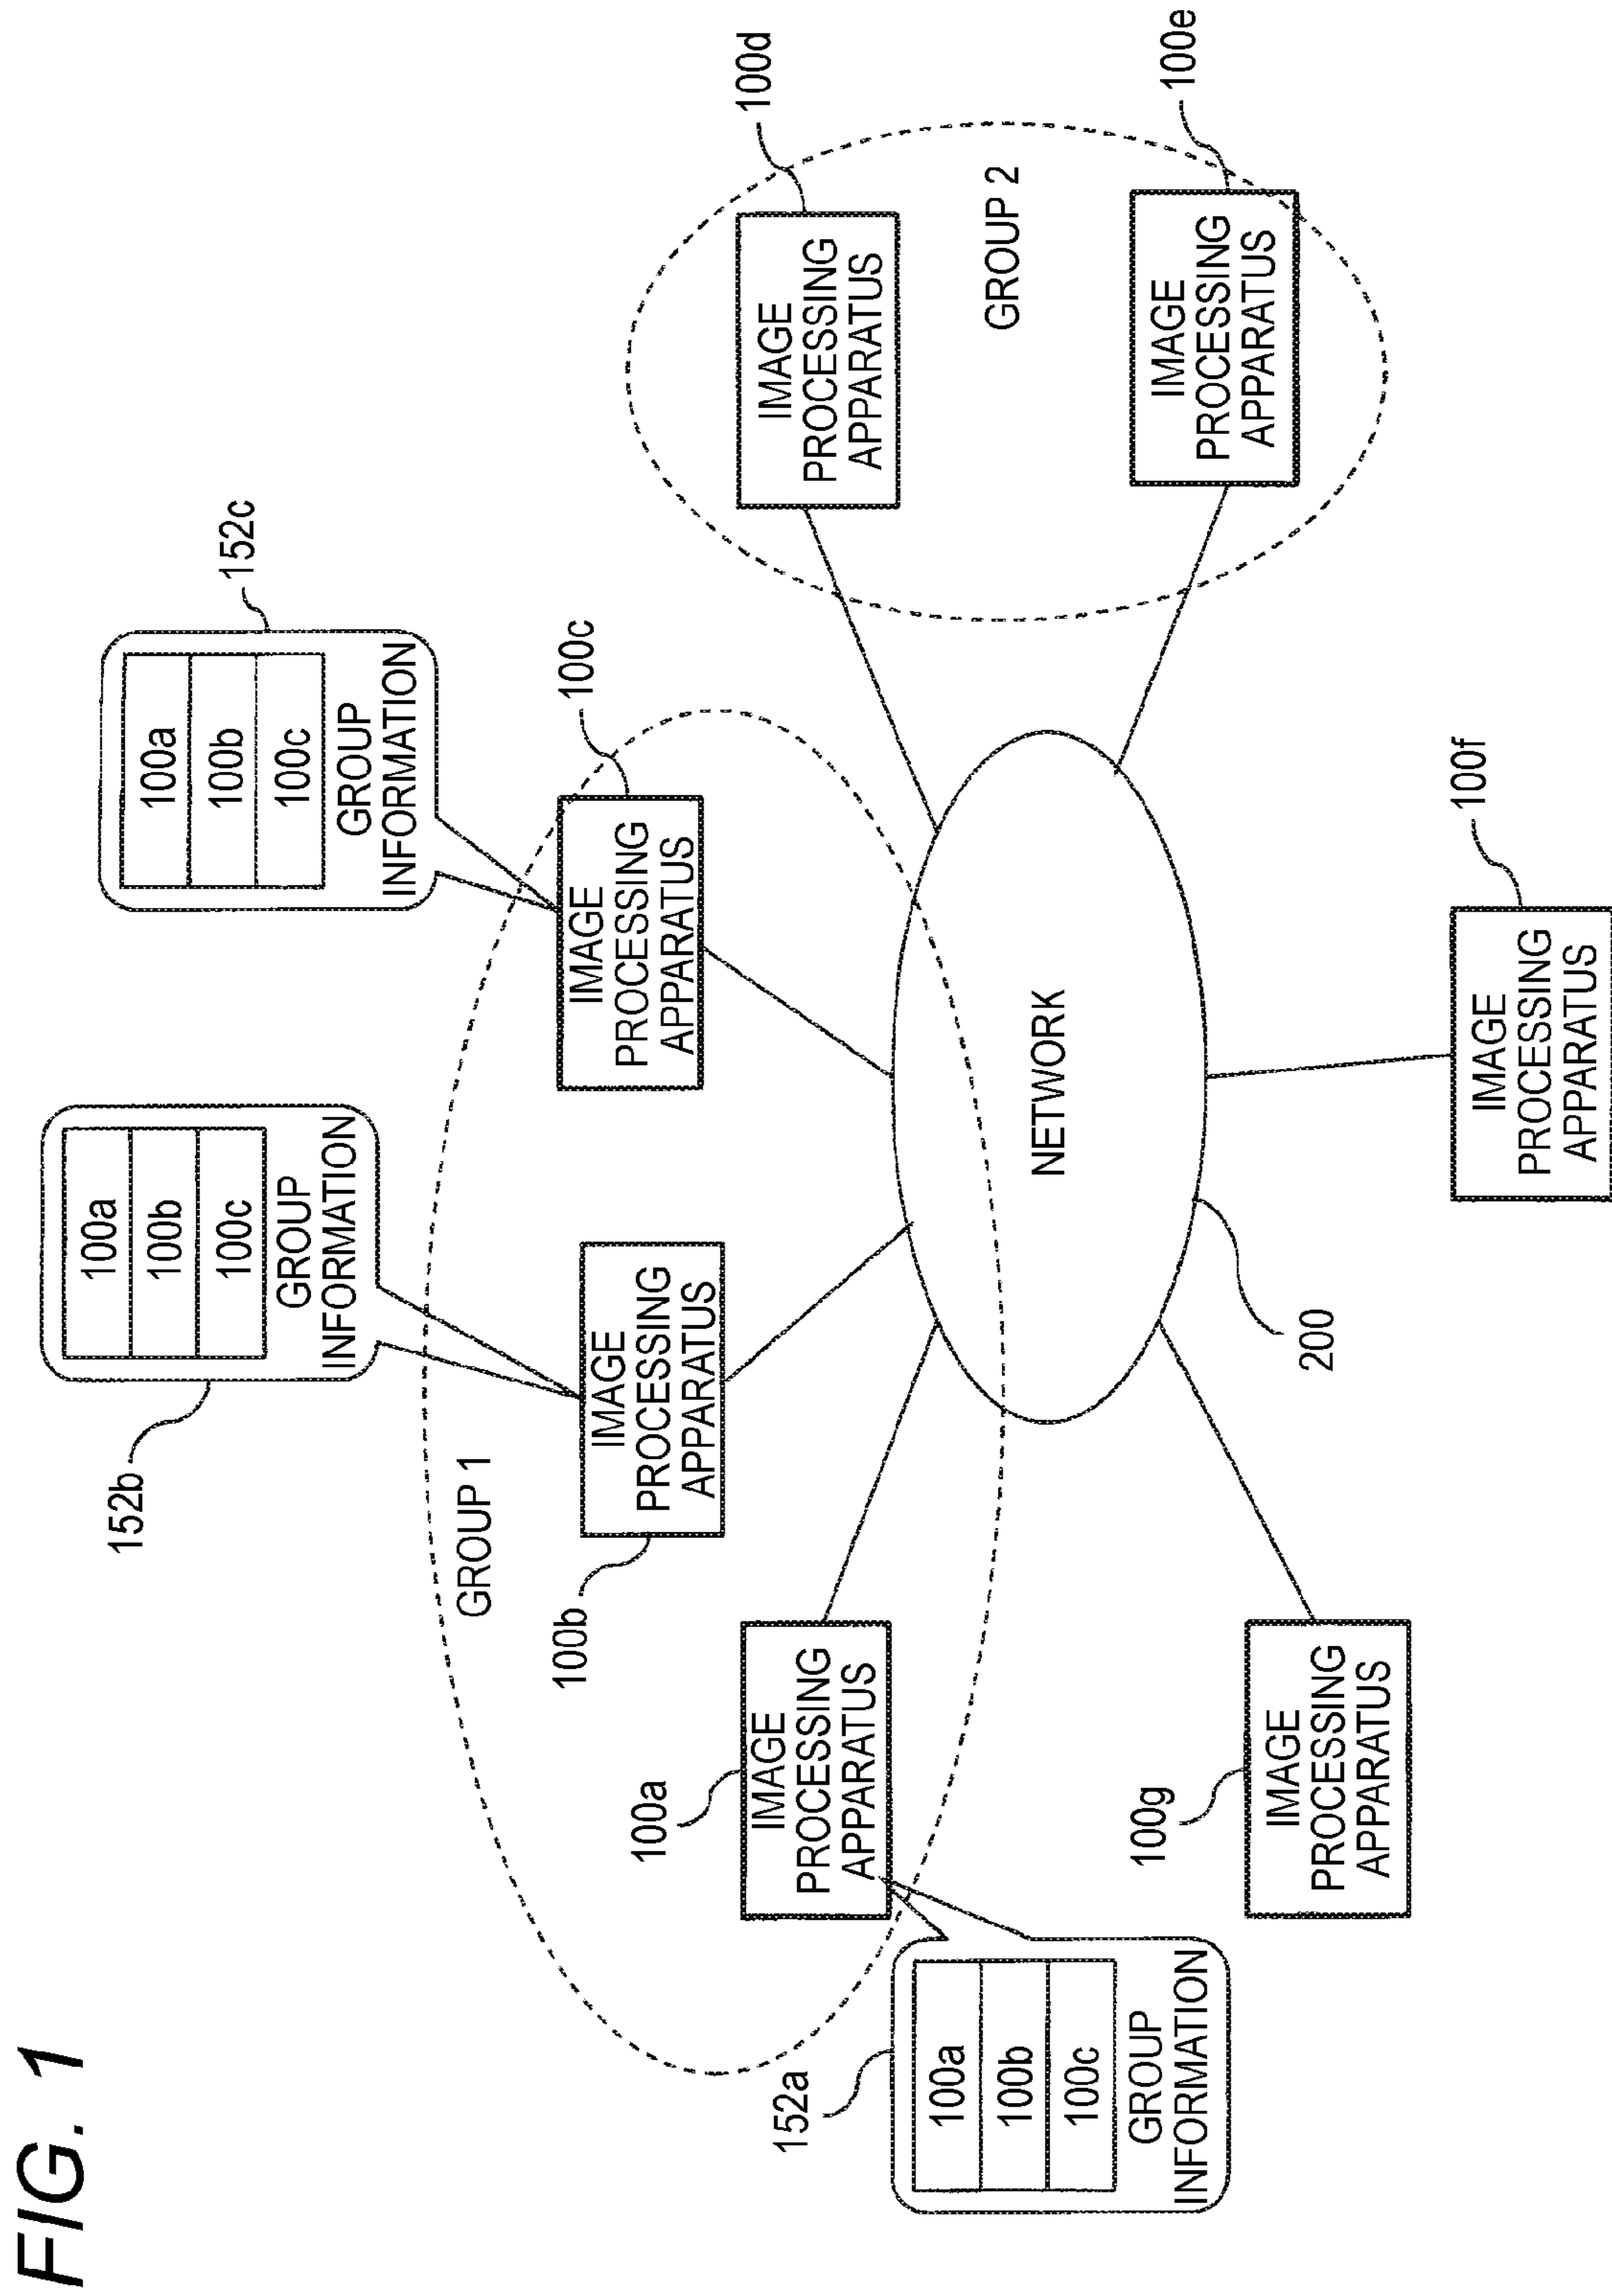 FIG. 1
152b
100a
100b
100c
GROUP
INFORMATION
152c
100a
100b
100c
GROUP
INFORMATION
GROUP 1
100b
IMAGE
PROCESSING
APPARATUS
100c
IMAGE
PROCESSING
APPARATUS
100a
IMAGE
PROCESSING
APPARATUS
152a
100a
100b
100c
GROUP
INFORMATION
100d
IMAGE
PROCESSING
APPARATUS
GROUP 2
100e
IMAGE
PROCESSING
APPARATUS
NETWORK
200
100g
IMAGE
PROCESSING
APPARATUS
100f
IMAGE
PROCESSING
APPARATUS